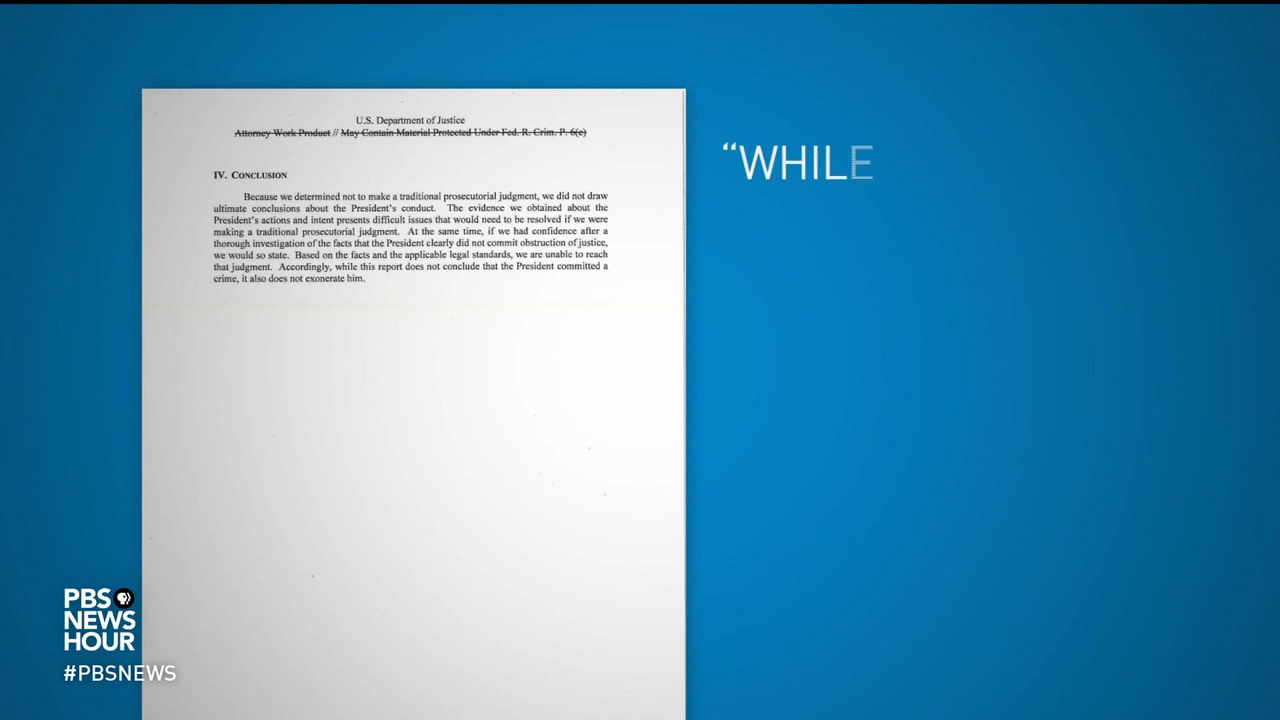 U.S. Department of Justice
Attorney Work Product // May Contain Material Protected Under Fed. R. Crim. P. 6(e)
IV. CONCLUSION
Because we determined not to make a traditional prosecutorial judgment, we did not draw
ultimate conclusions about the President's conduct. The evidence we obtained about the
President's actions and intent presents difficult issues that would need to be resolved if we were
making a traditional prosecutorial judgment. At the same time, if we had confidence after a
thorough investigation of the facts that the President clearly did not commit obstruction of justice,
we would so state. Based on the facts and the applicable legal standards, we are unable to reach
that judgment. Accordingly, while this report does not conclude that the President committed a
crime, it also does not exonerate him.
“WHILE
PBS
NEWS
HOUR
#PBSNEWS